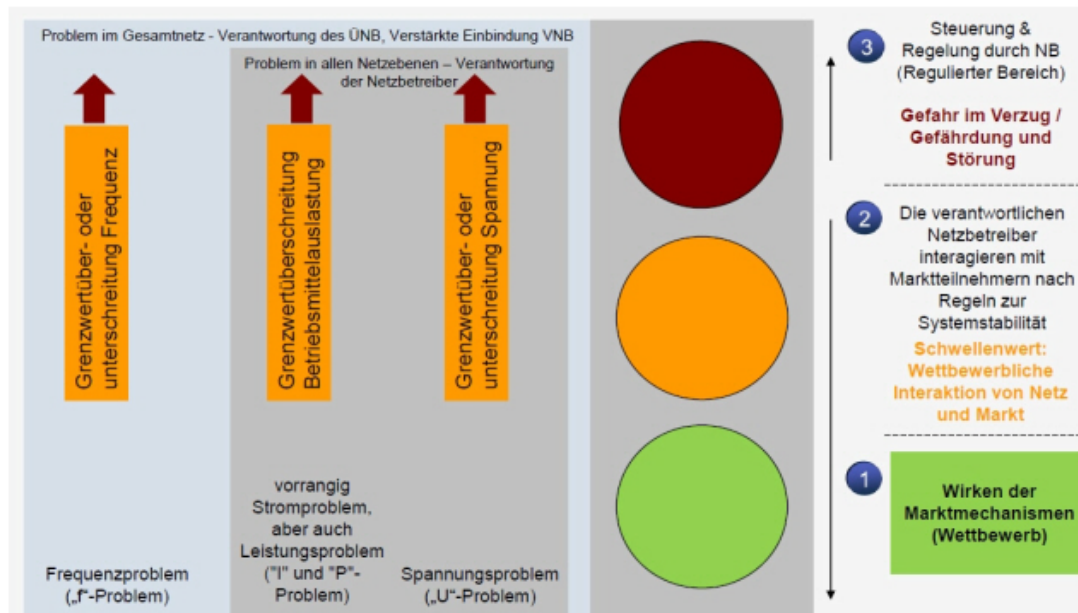 Problem im Gesamtnetz - Verantwortung des ÜNB, Verstärkte Einbindung VNB
Problem in allen Netzebenen – Verantwortung
der Netzbetreiber
Grenzwertüber- oder
unterschreitung Frequenz
Grenzwertüberschreitung
Betriebsmittelauslastung
Grenzwertüber- oder
unterschreitung Spannung
Frequenzproblem
(„f“-Problem)
vorrangig
Stromproblem,
aber auch
Leistungsproblem
("I" und "P"-
Problem)
Spannungsproblem
(„U“-Problem)
3
Steuerung &
Regelung durch NB
(Regulierter Bereich)
Gefahr im Verzug /
Gefährdung und
Störung
2
Die verantwortlichen
Netzbetreiber
interagieren mit
Marktteilnehmern nach
Regeln zur
Systemstabilität
Schwellenwert:
Wettbewerbliche
Interaktion von Netz
und Markt
1
Wirken der
Marktmechanismen
(Wettbewerb)